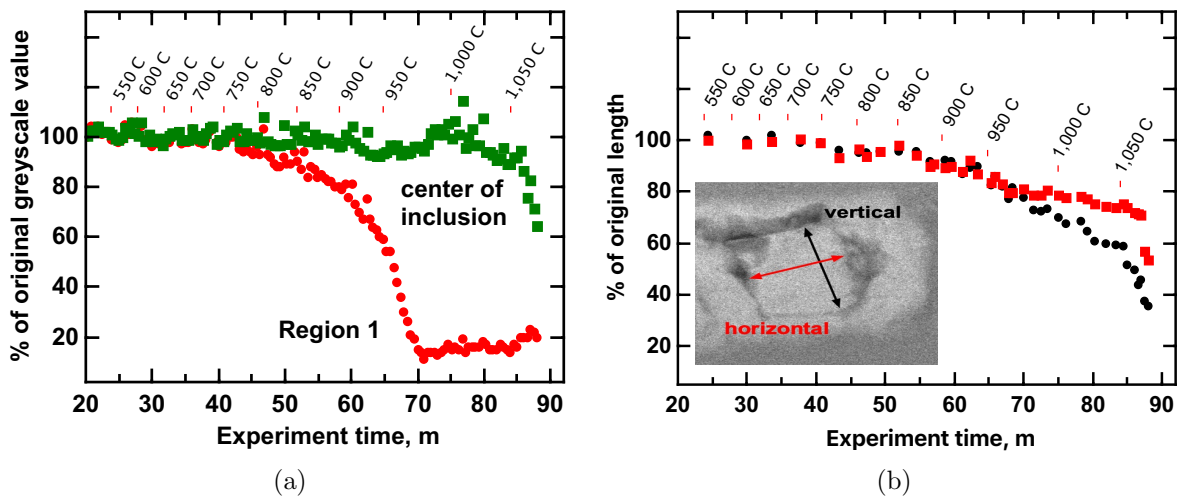 % of original greyscale value
100
80
60
40
20
550 C
600 C
650 C
700 C
750 C
800 C
850 C
900 C
950 C
1,000 C
1,050 C
center of
inclusion
Region 1
20 30 40 50 60 70 80 90
Experiment time, m
(a)
% of original length
100
80
60
40
20
550 C
600 C
650 C
700 C
750 C
800 C
850 C
900 C
950 C
1,000 C
1,050 C
vertical
horizontal
20 30 40 50 60 70 80 90
Experiment time, m
(b)